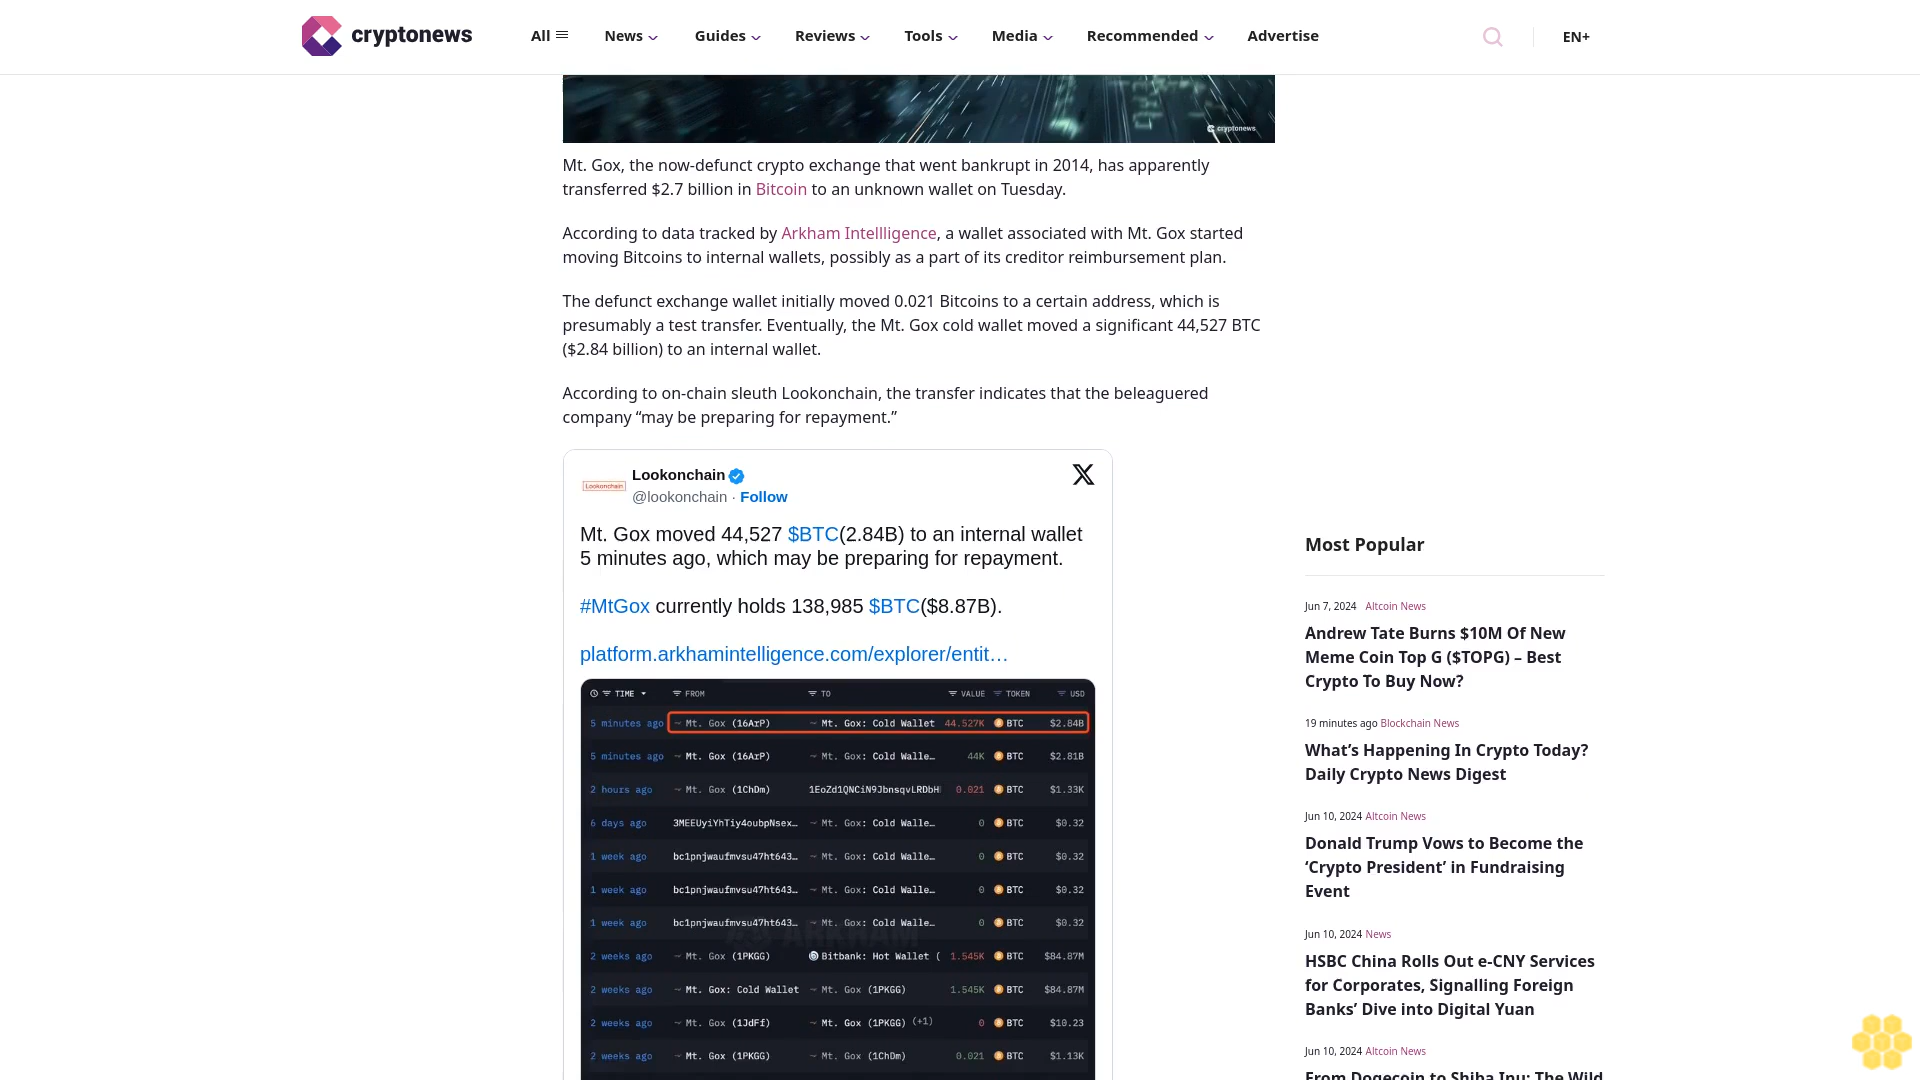 cryptonews
All
News
Guides
Reviews
Tools
Media
Recommended
Advertise
EN+
cryptonews
Mt. Gox, the now-defunct crypto exchange that went bankrupt in 2014, has apparently
transferred $2.7 billion in Bitcoin to an unknown wallet on Tuesday.
According to data tracked by Arkham Intellligence, a wallet associated with Mt. Gox started
moving Bitcoins to internal wallets, possibly as a part of its creditor reimbursement plan.
The defunct exchange wallet initially moved 0.021 Bitcoins to a certain address, which is
presumably a test transfer. Eventually, the Mt. Gox cold wallet moved a significant 44,527 BTC
($2.84 billion) to an internal wallet.
According to on-chain sleuth Lookonchain, the transfer indicates that the beleaguered
company “may be preparing for repayment.”
Lookonchain
Lookonchain
@lookonchain · Follow
Mt. Gox moved 44,527 $BTC(2.84B) to an internal wallet
5 minutes ago, which may be preparing for repayment.
#MtGox currently holds 138,985 $BTC($8.87B).
platform.arkhamintelligence.com/explorer/entit…
TIME FROM TO VALUE TOKEN USD
5 minutes ago Mt. Gox (16ArP) Mt. Gox: Cold Wallet 44.527K BTC $2.84B
5 minutes ago Mt. Gox (16ArP) Mt. Gox: Cold Walle… 44K BTC $2.81B
2 hours ago Mt. Gox (1ChDm) 1EoZd1QNCiN9JbnsqvLRDbH 0.021 BTC $1.33K
6 days ago 3MEEUyiYhTiy4oubpNsex… Mt. Gox: Cold Walle… 0 BTC $0.32
1 week ago bc1pnjwaufmvsu47ht643… Mt. Gox: Cold Walle… 0 BTC $0.32
1 week ago bc1pnjwaufmvsu47ht643… Mt. Gox: Cold Walle… 0 BTC $0.32
1 week ago bc1pnjwaufmvsu47ht643… Mt. Gox: Cold Walle… 0 BTC $0.32
ARKHAM
2 weeks ago Mt. Gox (1PKGG) Bitbank: Hot Wallet ( 1.545K BTC $84.87M
2 weeks ago Mt. Gox: Cold Wallet Mt. Gox (1PKGG) 1.545K BTC $84.87M
2 weeks ago Mt. Gox (1JdFf) Mt. Gox (1PKGG) (+1) 0 BTC $10.23
2 weeks ago Mt. Gox (1PKGG) Mt. Gox (1ChDm) 0.021 BTC $1.13K
Most Popular
Jun 7, 2024 Altcoin News
Andrew Tate Burns $10M Of New
Meme Coin Top G ($TOPG) – Best
Crypto To Buy Now?
19 minutes ago Blockchain News
What’s Happening In Crypto Today?
Daily Crypto News Digest
Jun 10, 2024 Altcoin News
Donald Trump Vows to Become the
‘Crypto President’ in Fundraising
Event
Jun 10, 2024 News
HSBC China Rolls Out e-CNY Services
for Corporates, Signalling Foreign
Banks’ Dive into Digital Yuan
Jun 10, 2024 Altcoin News
From Dogecoin to Shiba Inu: The Wild